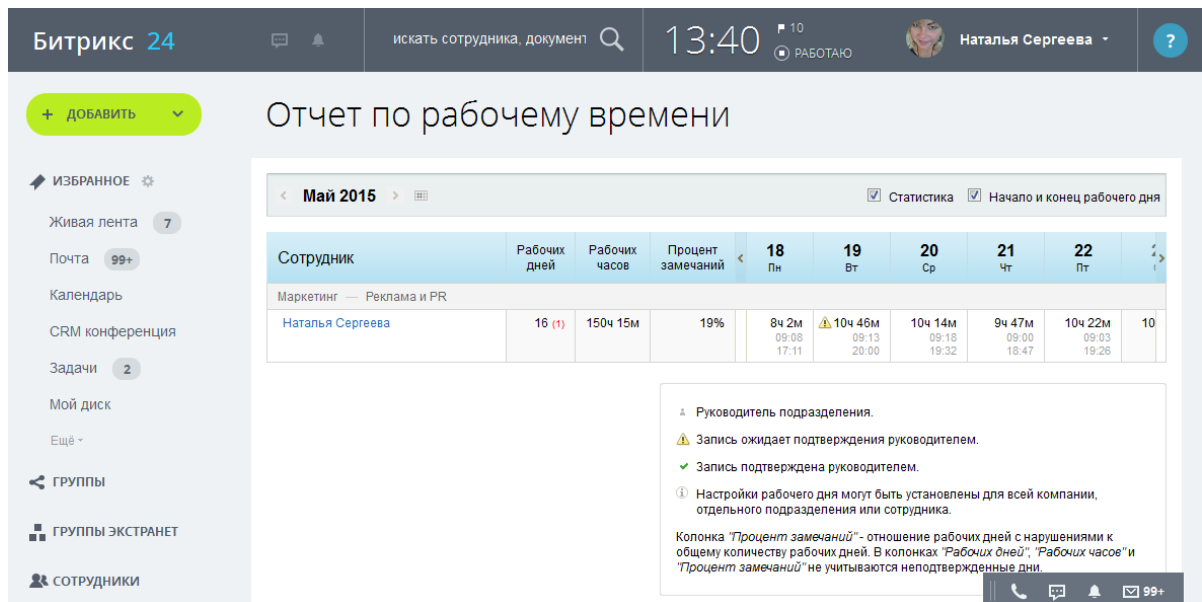 Битрикс 24
искать сотрудника, документ
13:40
10
РАБОТАЮ
Наталья Сергеева
?
+ ДОБАВИТЬ
Отчет по рабочему времени
ИЗБРАННОЕ
Живая лента 7
Почта 99+
Календарь
CRM конференция
Задачи 2
Мой диск
Ещё
ГРУППЫ
ГРУППЫ ЭКСТРАНЕТ
СОТРУДНИКИ
< Май 2015 >
Статистика Начало и конец рабочего дня
Сотрудник Рабочих дней Рабочих часов Процент замечаний < 18 Пн 19 Вт 20 Ср 21 Чт 22 Пт >
Маркетинг — Реклама и PR
Наталья Сергеева 16 (1) 150ч 15м 19% 8ч 2м 10ч 46м 10ч 14м 9ч 47м 10ч 22м 10
09:08 09:13 09:18 09:00 09:03
17:11 20:00 19:32 18:47 19:26
Руководитель подразделения.
Запись ожидает подтверждения руководителем.
Запись подтверждена руководителем.
Настройки рабочего дня могут быть установлены для всей компании,
отдельного подразделения или сотрудника.
Колонка "Процент замечаний" - отношение рабочих дней с нарушениями к
общему количеству рабочих дней. В колонках "Рабочих дней", "Рабочих часов" и
"Процент замечаний" не учитываются неподтвержденные дни.
99+